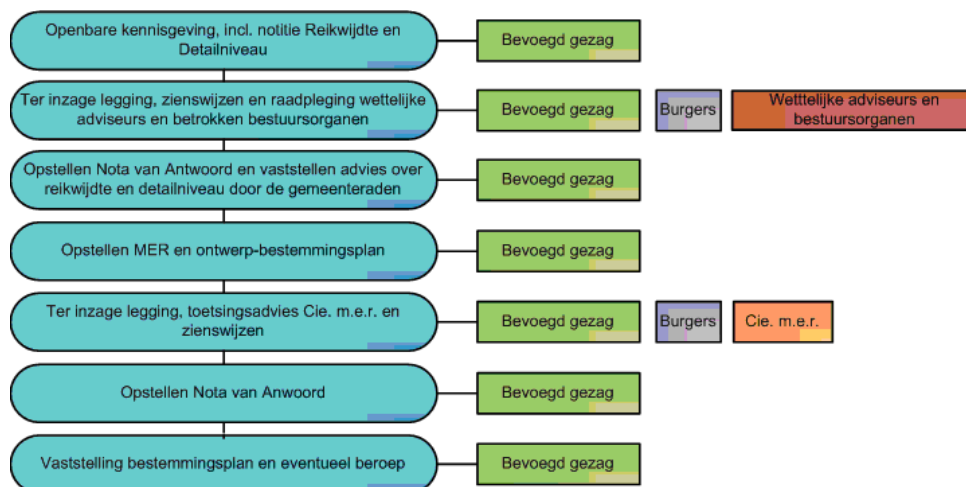 Openbare kennisgeving, incl. notitie Reikwijdte en
Detailniveau
Bevoegd gezag
Ter inzage legging, zienswijzen en raadpleging wettelijke
adviseurs en betrokken bestuursorganen
Bevoegd gezag
Burgers
Wetttelijke adviseurs en
bestuursorganen
Opstellen Nota van Antwoord en vaststellen advies over
reikwijdte en detailniveau door de gemeenteraden
Bevoegd gezag
Opstellen MER en ontwerp-bestemmingsplan
Bevoegd gezag
Ter inzage legging, toetsingsadvies Cie. m.e.r. en
zienswijzen
Bevoegd gezag
Burgers
Cie. m.e.r.
Opstellen Nota van Anwoord
Bevoegd gezag
Vaststelling bestemmingsplan en eventueel beroep
Bevoegd gezag